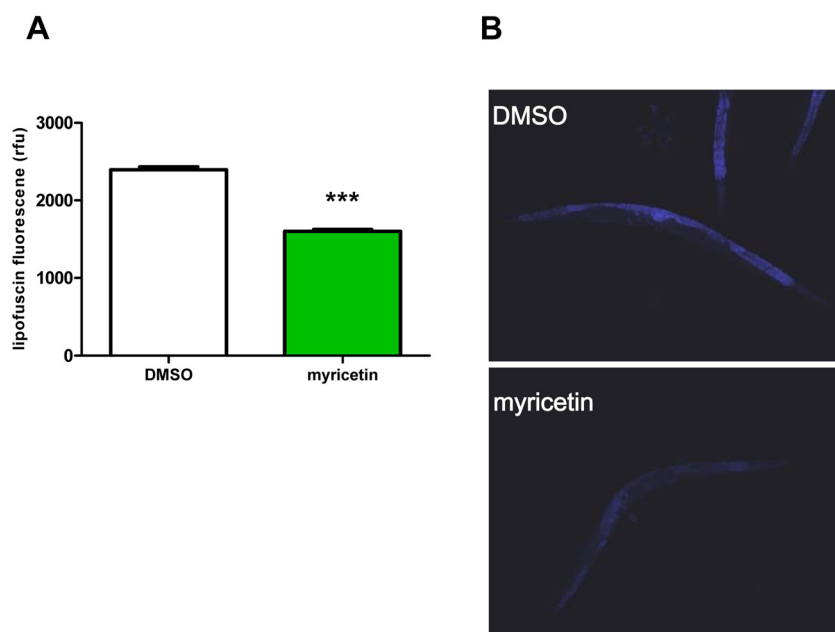 A
lipofuscin fluorescene (rfu)
3000
2000
1000
0
***
DMSO
myricetin
B
DMSO
myricetin